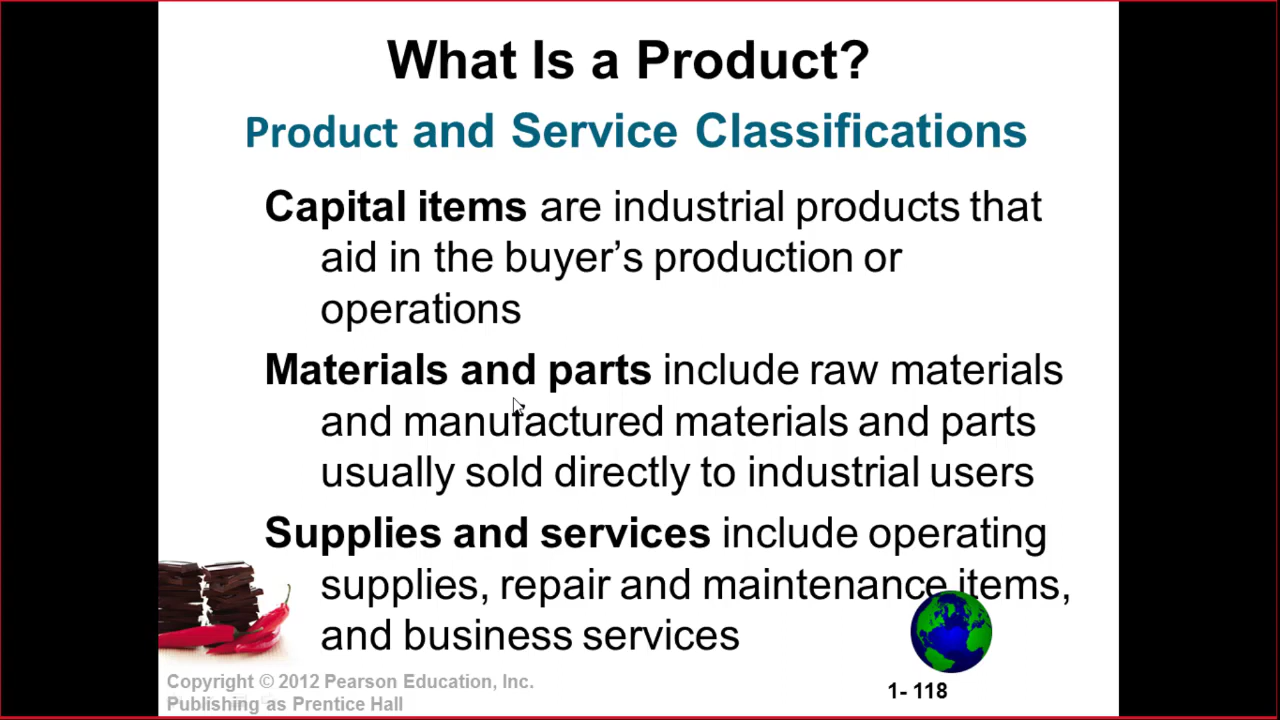 What Is a Product?
Product and Service Classifications
Capital items are industrial products that
aid in the buyer’s production or
operations
Materials and parts include raw materials
and manufactured materials and parts
usually sold directly to industrial users
Supplies and services include operating
supplies, repair and maintenance items,
and business services
Copyright © 2012 Pearson Education, Inc.
Publishing as Prentice Hall
1- 118